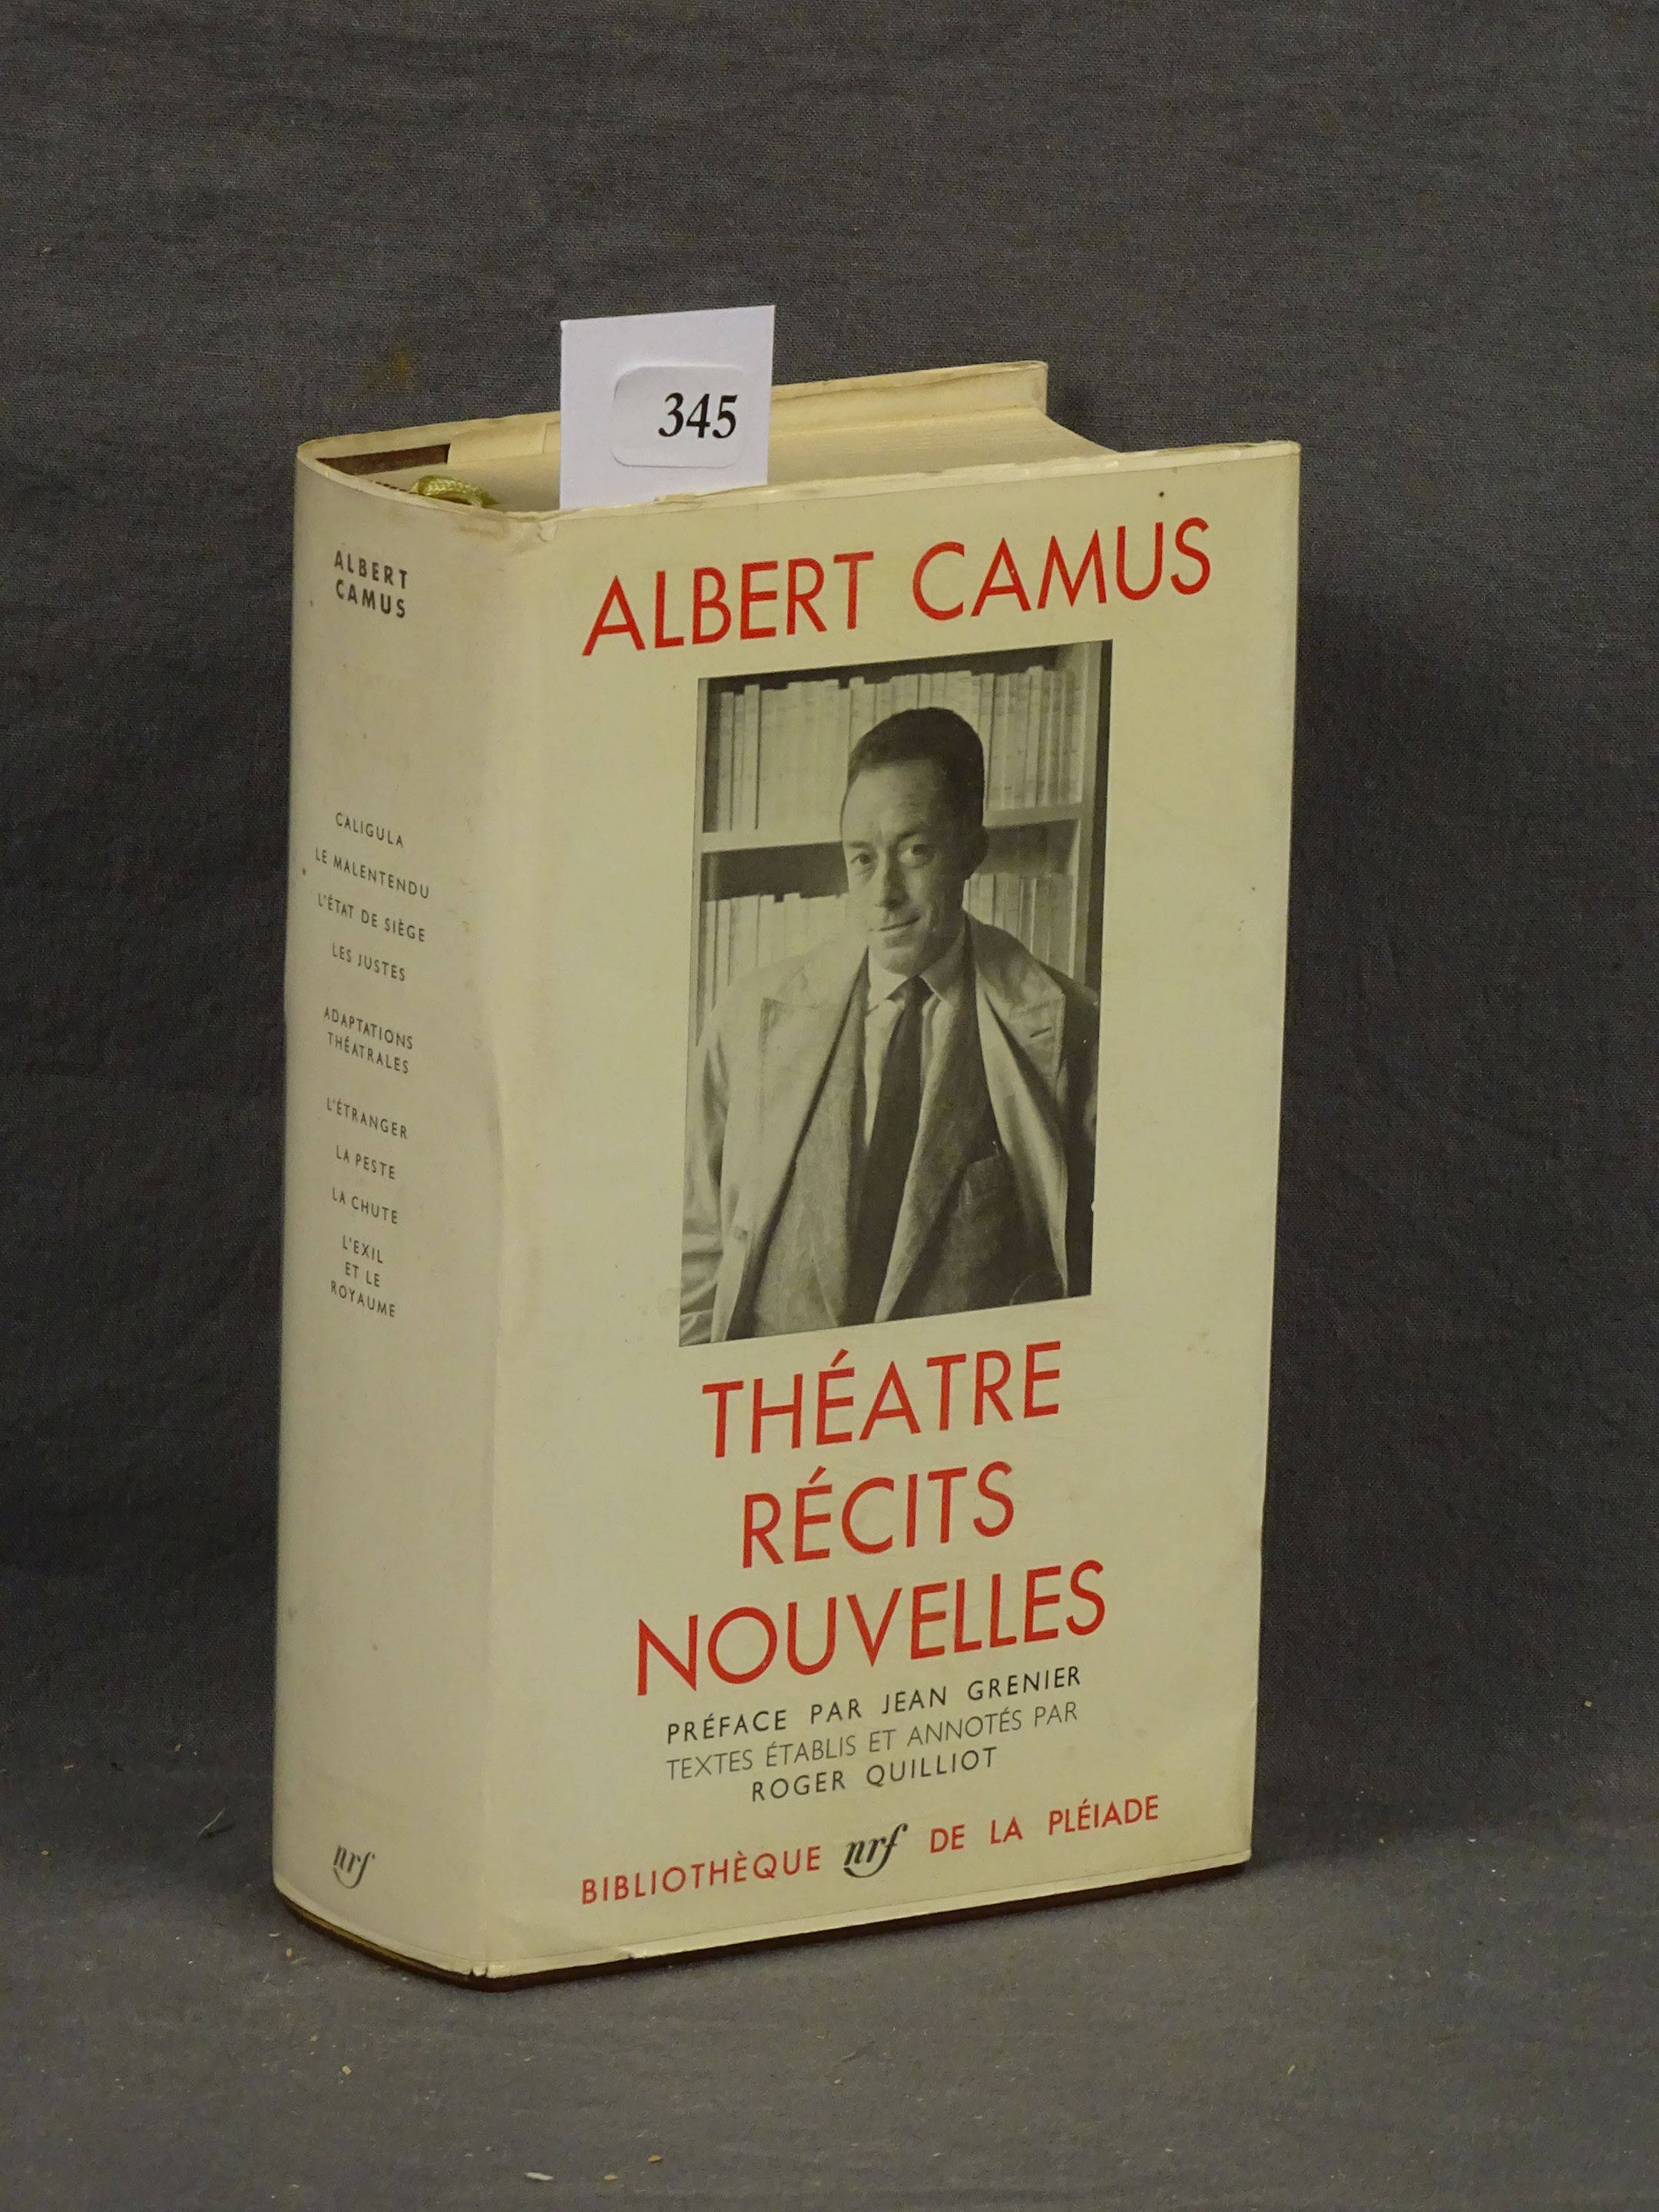 345
ALBERT
CAMUS
CALIGULA
LE MALENTENDU
L'ÉTAT DE SIÈGE
LES JUSTES
ADAPTATIONS
THÉATRALES
L'ÉTRANGER
LA PESTE
LA CHUTE
L'EXIL
ET LE
ROYAUME
nrf
ALBERT CAMUS
THÉATRE
RÉCITS
NOUVELLES
PRÉFACE PAR JEAN GRENIER
TEXTES ÉTABLIS ET ANNOTÉS PAR
ROGER QUILLIOT
BIBLIOTHÈQUE nrf DE LA PLÉIADE